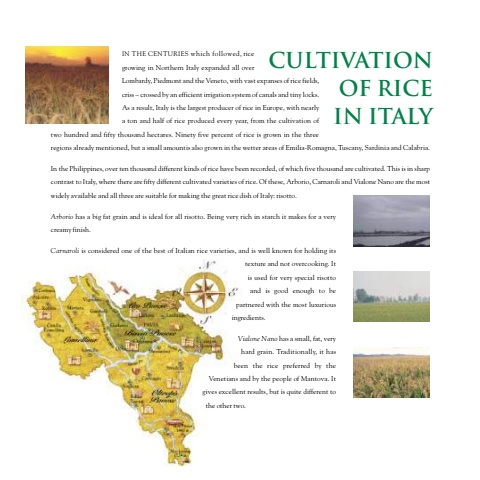 CULTIVATION
OF RICE
IN ITALY
IN THE CENTURIES which followed, rice
growing in Northern Italy expanded all over
Lombardy, Piedmont and the Veneto, with vast expanses of rice fields,
criss – crossed by an efficient irrigation system of canals and tiny locks.
As a result, Italy is the largest producer of rice in Europe, with nearly
a ton and half of rice produced every year, from the cultivation of
two hundred and fifty thousand hectares. Ninety five percent of rice is grown in the three
regions already mentioned, but a small amount is also grown in the wetter areas of Emilia-Romagna, Tuscany, Sardinia and Calabria.
In the Philippines, over ten thousand different kinds of rice have been recorded, of which five thousand are cultivated. This is in sharp
contrast to Italy, where there are fifty different cultivated varieties of rice. Of these, Arborio, Carnaroli and Vialone Nano are the most
widely available and all three are suitable for making the great rice dish of Italy: risotto.
Arborio has a big fat grain and is ideal for all risotto. Being very rich in starch it makes for a very
creamy finish.
Carnaroli is considered one of the best of Italian rice varieties, and is well known for holding its
texture and not overcooking. It
is used for very special risotto
and is good enough to be
partnered with the most luxurious
ingredients.
Vialone Nano has a small, fat, very
hard grain. Traditionally, it has
been the rice preferred by the
Venetians and by the people of Mantova. It
gives excellent results, but is quite different to
the other two.
N
E
Lomellina
Basso Pavese
Oltrepò
Pavese